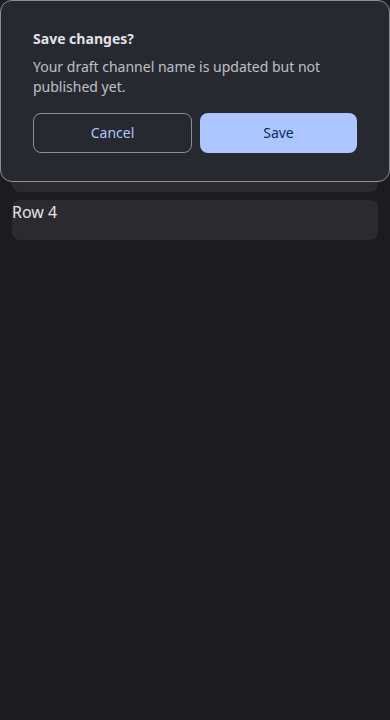 Save changes?
Your draft channel name is updated but not
published yet.
Cancel
Save
Row 4